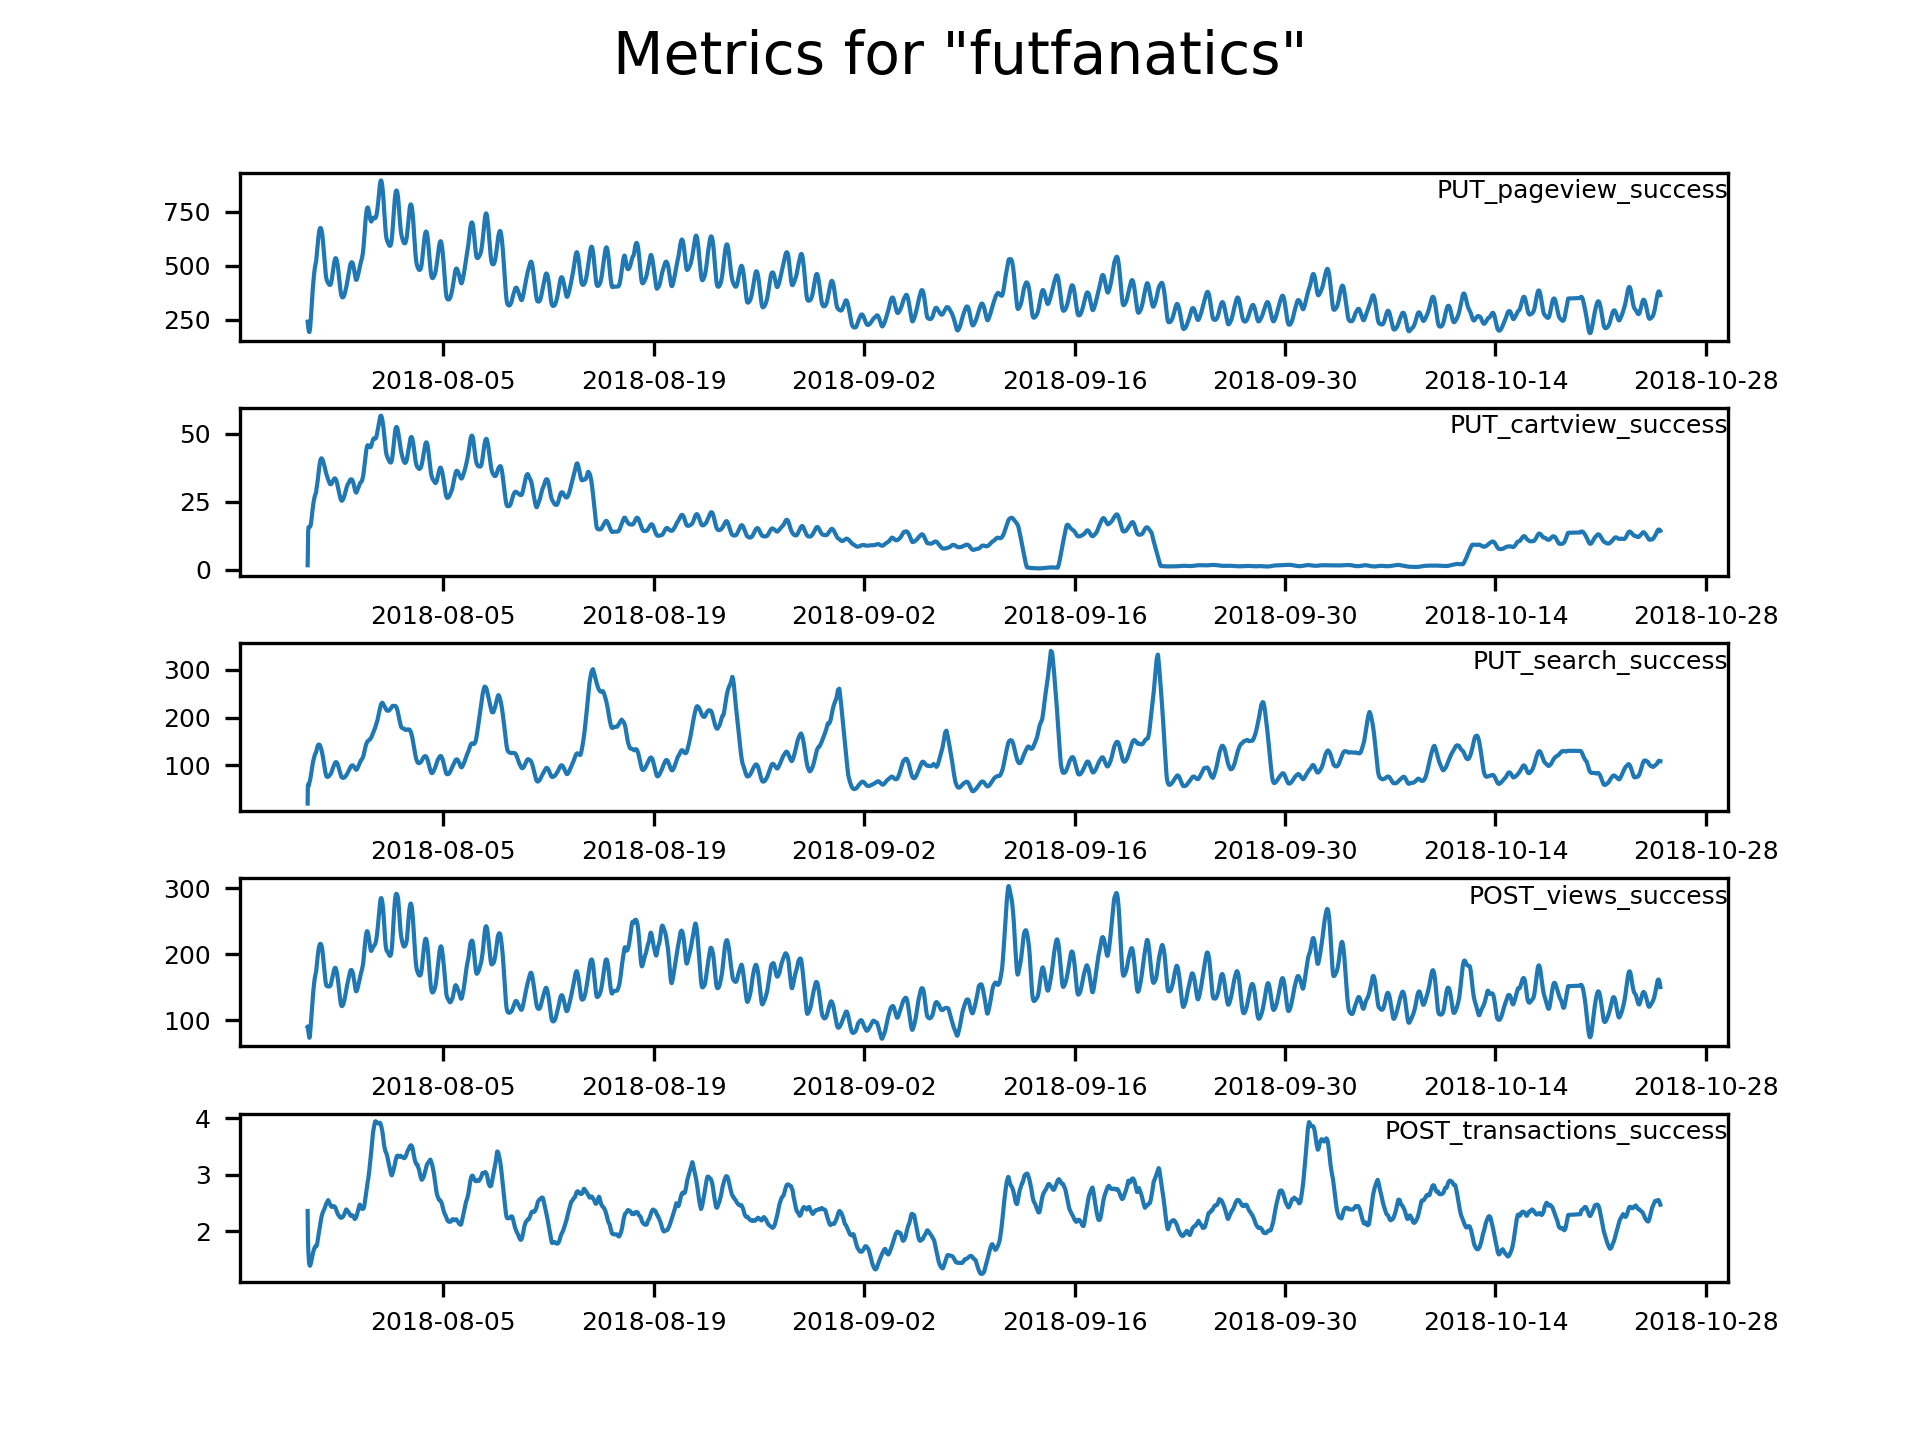 Metrics for "futfanatics"
PUT_pageview_success
750
500
250
2018-08-05 2018-08-19 2018-09-02 2018-09-16 2018-09-30 2018-10-14 2018-10-28
PUT_cartview_success
50
25
0
2018-08-05 2018-08-19 2018-09-02 2018-09-16 2018-09-30 2018-10-14 2018-10-28
PUT_search_success
300
200
100
2018-08-05 2018-08-19 2018-09-02 2018-09-16 2018-09-30 2018-10-14 2018-10-28
POST_views_success
300
200
100
2018-08-05 2018-08-19 2018-09-02 2018-09-16 2018-09-30 2018-10-14 2018-10-28
POST_transactions_success
4
3
2
2018-08-05 2018-08-19 2018-09-02 2018-09-16 2018-09-30 2018-10-14 2018-10-28